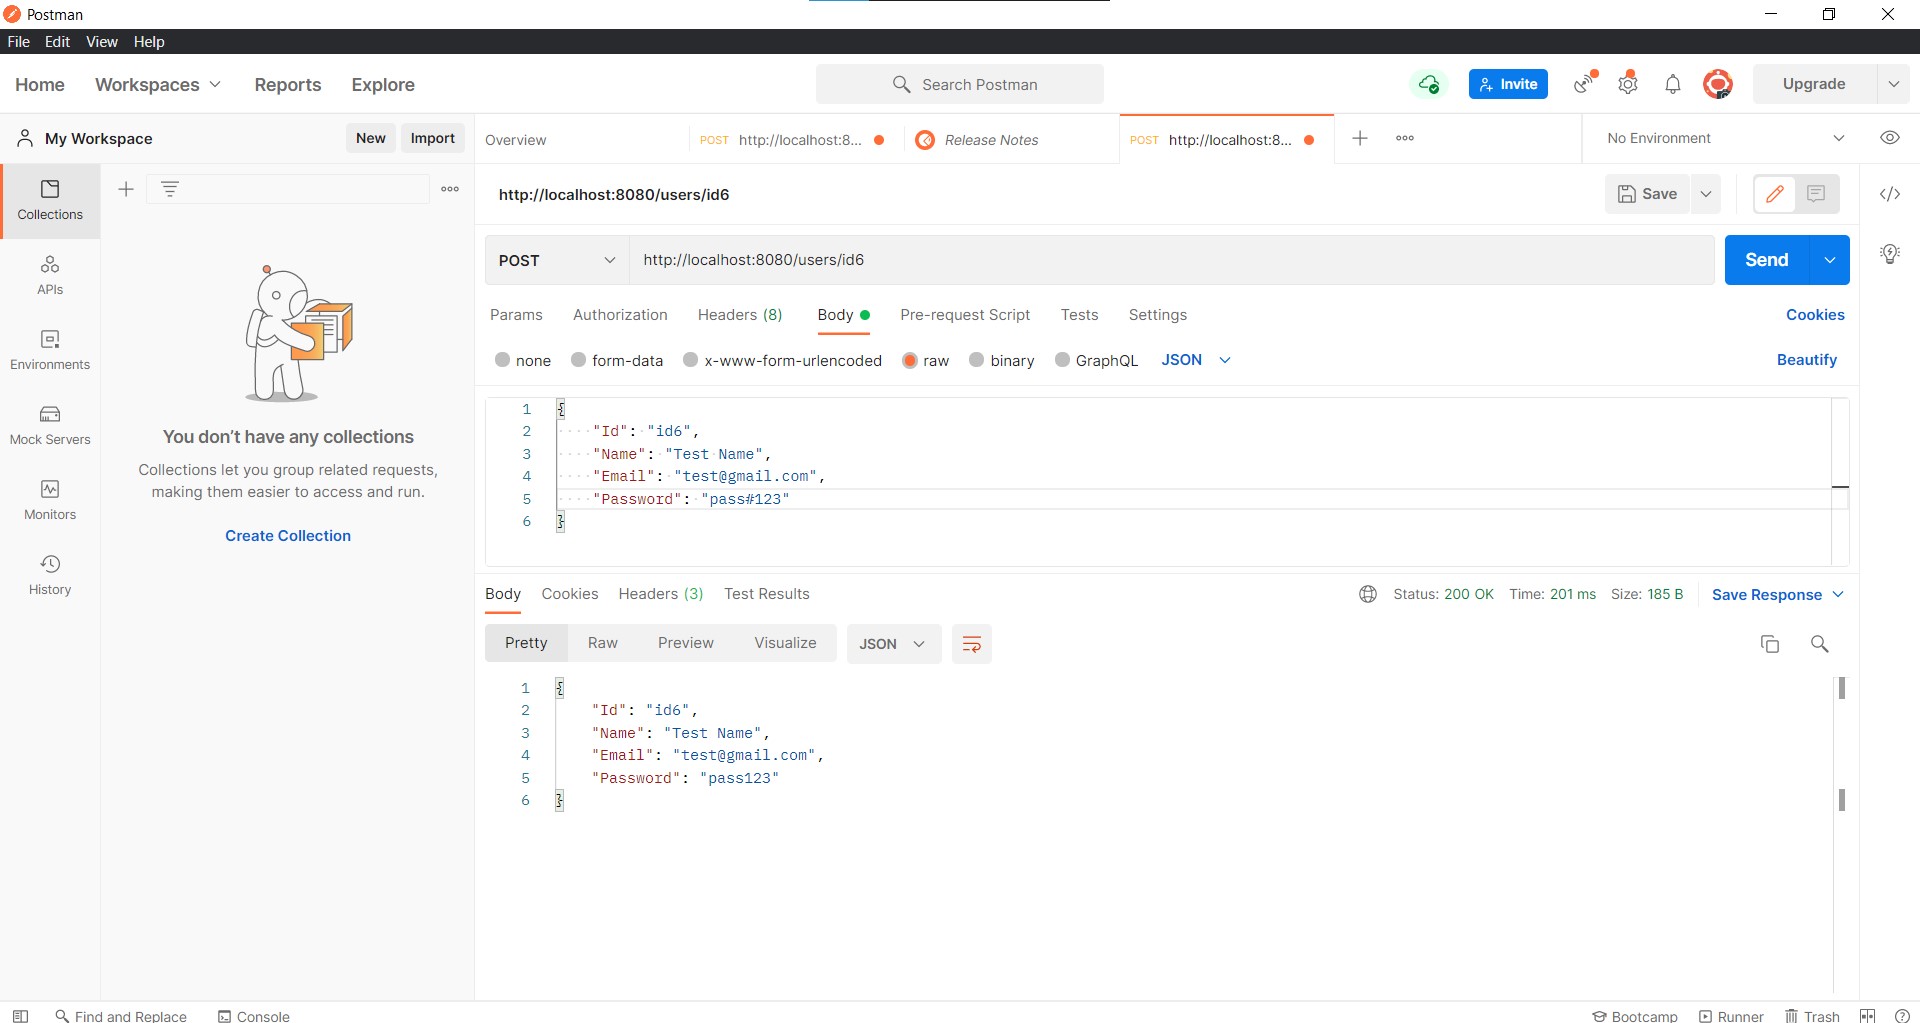 Postman
File Edit View Help
Home Workspaces Reports Explore Search Postman Invite Upgrade
My Workspace New Import Overview POST http://localhost:8... Release Notes POST http://localhost:8... No Environment
http://localhost:8080/users/id6 Save
Collections
APIs
Environments
Mock Servers
Monitors
History
You don't have any collections
Collections let you group related requests,
making them easier to access and run.
Create Collection
POST http://localhost:8080/users/id6 Send
Params Authorization Headers (8) Body Pre-request Script Tests Settings Cookies
none form-data x-www-form-urlencoded raw binary GraphQL JSON Beautify
1 {
2 "Id": "id6",
3 "Name": "Test Name",
4 "Email": "test@gmail.com",
5 "Password": "pass#123"
6 }
Body Cookies Headers (3) Test Results Status: 200 OK Time: 201 ms Size: 185 B Save Response
Pretty Raw Preview Visualize JSON
1 {
2 "Id": "id6",
3 "Name": "Test Name",
4 "Email": "test@gmail.com",
5 "Password": "pass123"
6 }
Find and Replace Console Bootcamp Runner Trash